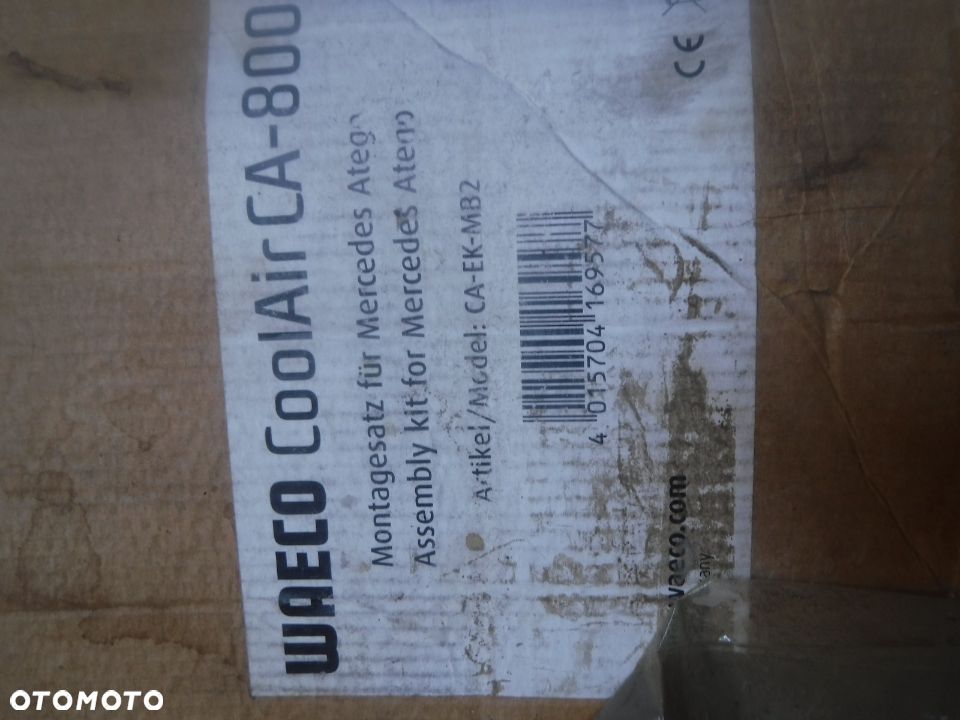 WAECO CoolAir CA-800
Montagesatz für Mercedes Atego
Assembly kit for Mercedes Atego
Artikel/Model: CA-EK-MB2
4 015704 169577
waeco.com
CE
OTOMOTO